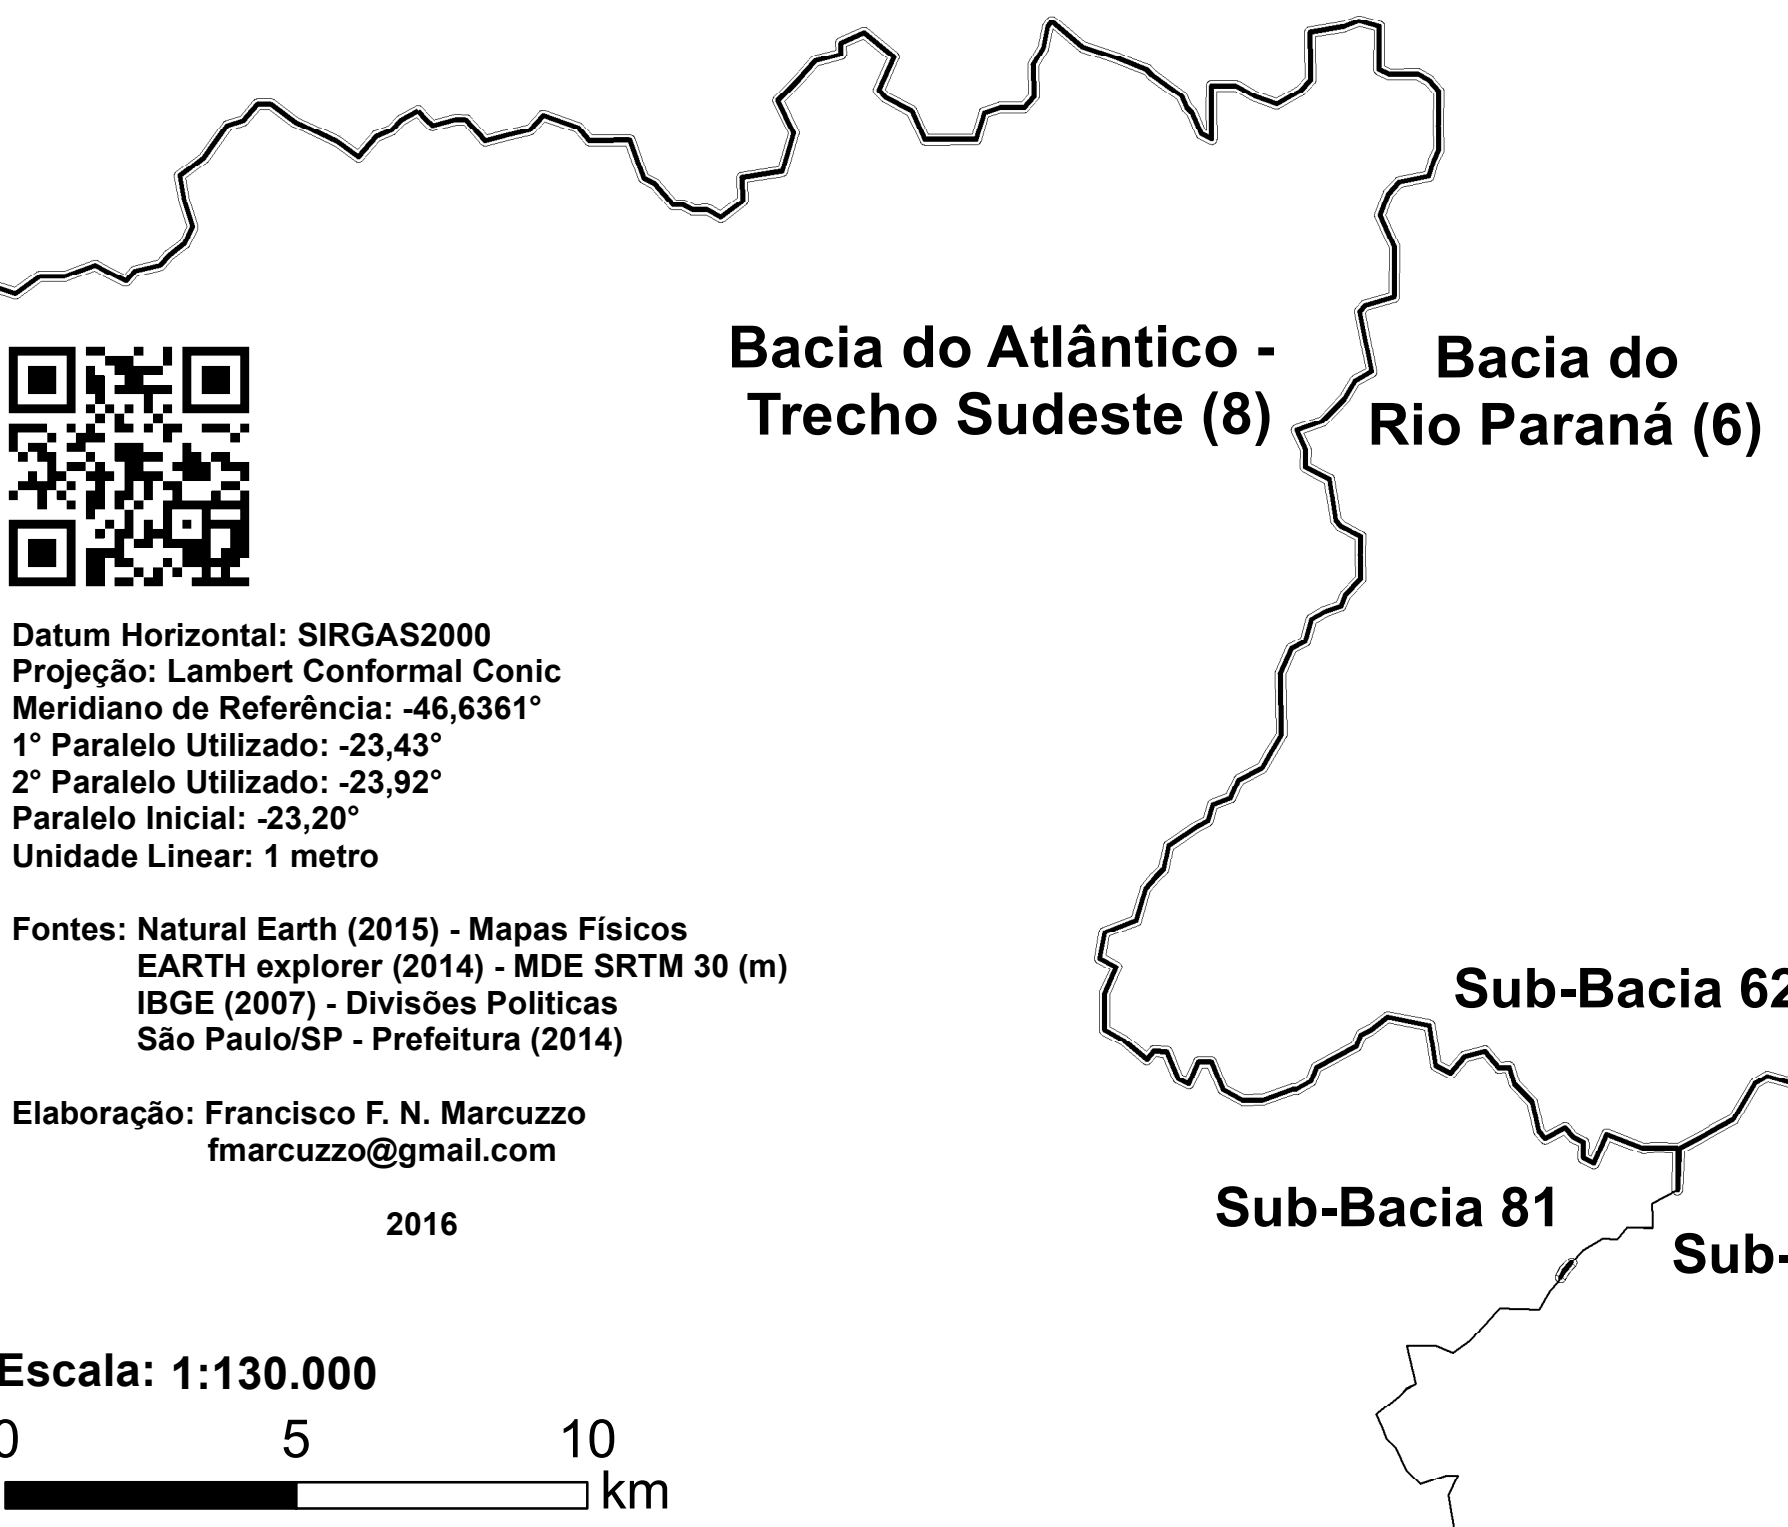 Bacia do Atlântico -
Trecho Sudeste (8)
Bacia do
Rio Paraná (6)
Datum Horizontal: SIRGAS2000
Projeção: Lambert Conformal Conic
Meridiano de Referência: -46,6361°
1° Paralelo Utilizado: -23,43°
2° Paralelo Utilizado: -23,92°
Paralelo Inicial: -23,20°
Unidade Linear: 1 metro
Fontes: Natural Earth (2015) - Mapas Físicos
EARTH explorer (2014) - MDE SRTM 30 (m)
IBGE (2007) - Divisões Politicas
São Paulo/SP - Prefeitura (2014)
Sub-Bacia 62
Elaboração: Francisco F. N. Marcuzzo
fmarcuzzo@gmail.com
2016
Sub-Bacia 81
Sub-
Escala: 1:130.000
0 5 10
km